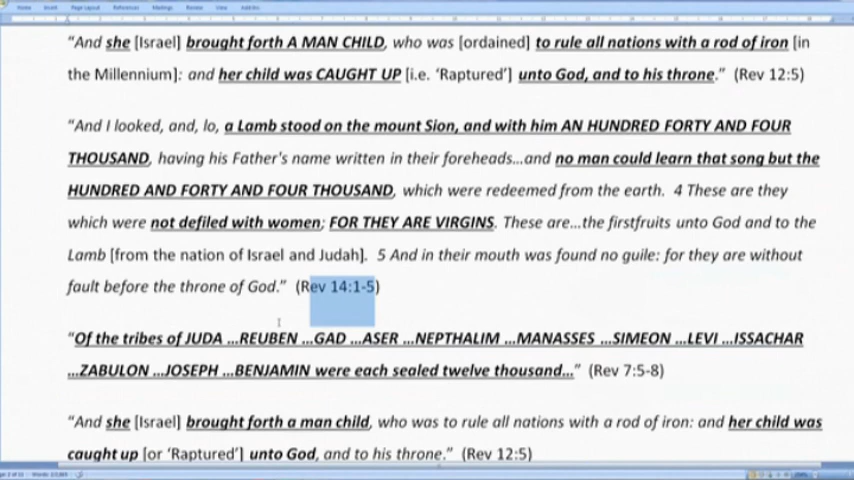 Home Insert Page Layout References Mailings Review View Add-Ins
“And she [Israel] brought forth A MAN CHILD, who was [ordained] to rule all nations with a rod of iron [in
the Millennium]: and her child was CAUGHT UP [i.e. ‘Raptured’] unto God, and to his throne.”  (Rev 12:5)
“And I looked, and, lo, a Lamb stood on the mount Sion, and with him AN HUNDRED FORTY AND FOUR
THOUSAND, having his Father's name written in their foreheads…and no man could learn that song but the
HUNDRED AND FORTY AND FOUR THOUSAND, which were redeemed from the earth.  4 These are they
which were not defiled with women; FOR THEY ARE VIRGINS. These are…the firstfruits unto God and to the
Lamb [from the nation of Israel and Judah].  5 And in their mouth was found no guile: for they are without
fault before the throne of God.”  (Rev 14:1-5)
“Of the tribes of JUDA …REUBEN …GAD …ASER …NEPTHALIM …MANASSES …SIMEON …LEVI …ISSACHAR
…ZABULON …JOSEPH …BENJAMIN were each sealed twelve thousand…”  (Rev 7:5-8)
“And she [Israel] brought forth a man child, who was to rule all nations with a rod of iron: and her child was
caught up [or ‘Raptured’] unto God, and to his throne.”  (Rev 12:5)